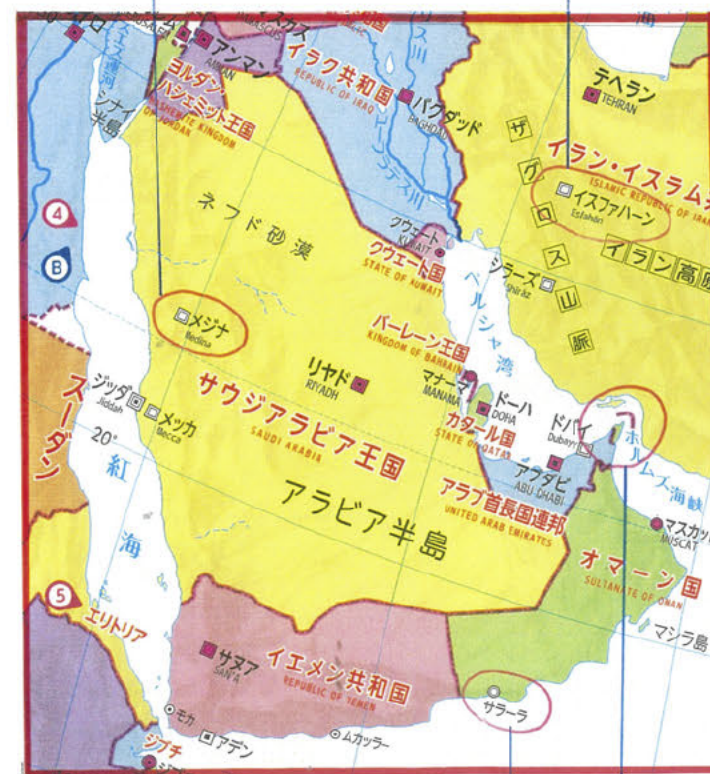 アンマン
AMMAN
ヨルダン
ハシェミット王国
HASHEMITE KINGDOM
OF JORDAN
シナイ
半島
スエズ運河
イラク共和国
REPUBLIC OF IRAQ
バグダッド
BAGHDAD
テヘラン
TEHRAN
イラン・イスラム
ISLAMIC REPUBLIC OF IRAN
イスファハーン
Esfahān
ザグロス山脈
イラン高原
シラーズ
Shiraz
ネフド砂漠
クウェート
KUWAIT
クウェート国
STATE OF KUWAIT
ペルシャ湾
4
B
メジナ
Medina
バーレーン王国
KINGDOM OF BAHRAIN
マナーマ
MANAMA
リヤド
RIYADH
ドーハ
DOHA
カタール国
STATE OF QATAR
ドバイ
Dubayy
ホルムズ海峡
スーダン
ジッダ
Jiddah
メッカ
Mecca
サウジアラビア王国
SAUDI ARABIA
アブダビ
ABU DHABI
アラブ首長国連邦
UNITED ARAB EMIRATES
20°
紅海
アラビア半島
マスカット
MUSCAT
オマーン国
SULTANATE OF OMAN
マシラ島
5
エリトリア
サヌア
SAN'A
イエメン共和国
REPUBLIC OF YEMEN
サラーラ
モカ
アデン
ムカッラー
ジブチ